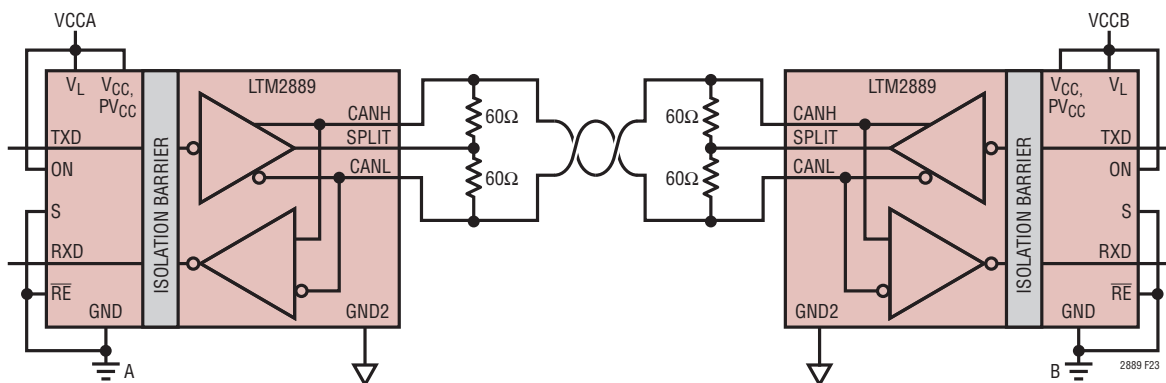 VCCA
VCCB
VL
VCC,
PVCC
LTM2889
TXD
ON
S
RXD
RE
GND
ISOLATION BARRIER
CANH
SPLIT
CANL
GND2
A
60Ω
60Ω
60Ω
60Ω
LTM2889
VCC,
PVCC
VL
CANH
SPLIT
CANL
GND2
ISOLATION BARRIER
TXD
ON
S
RXD
RE
GND
B
2889 F23